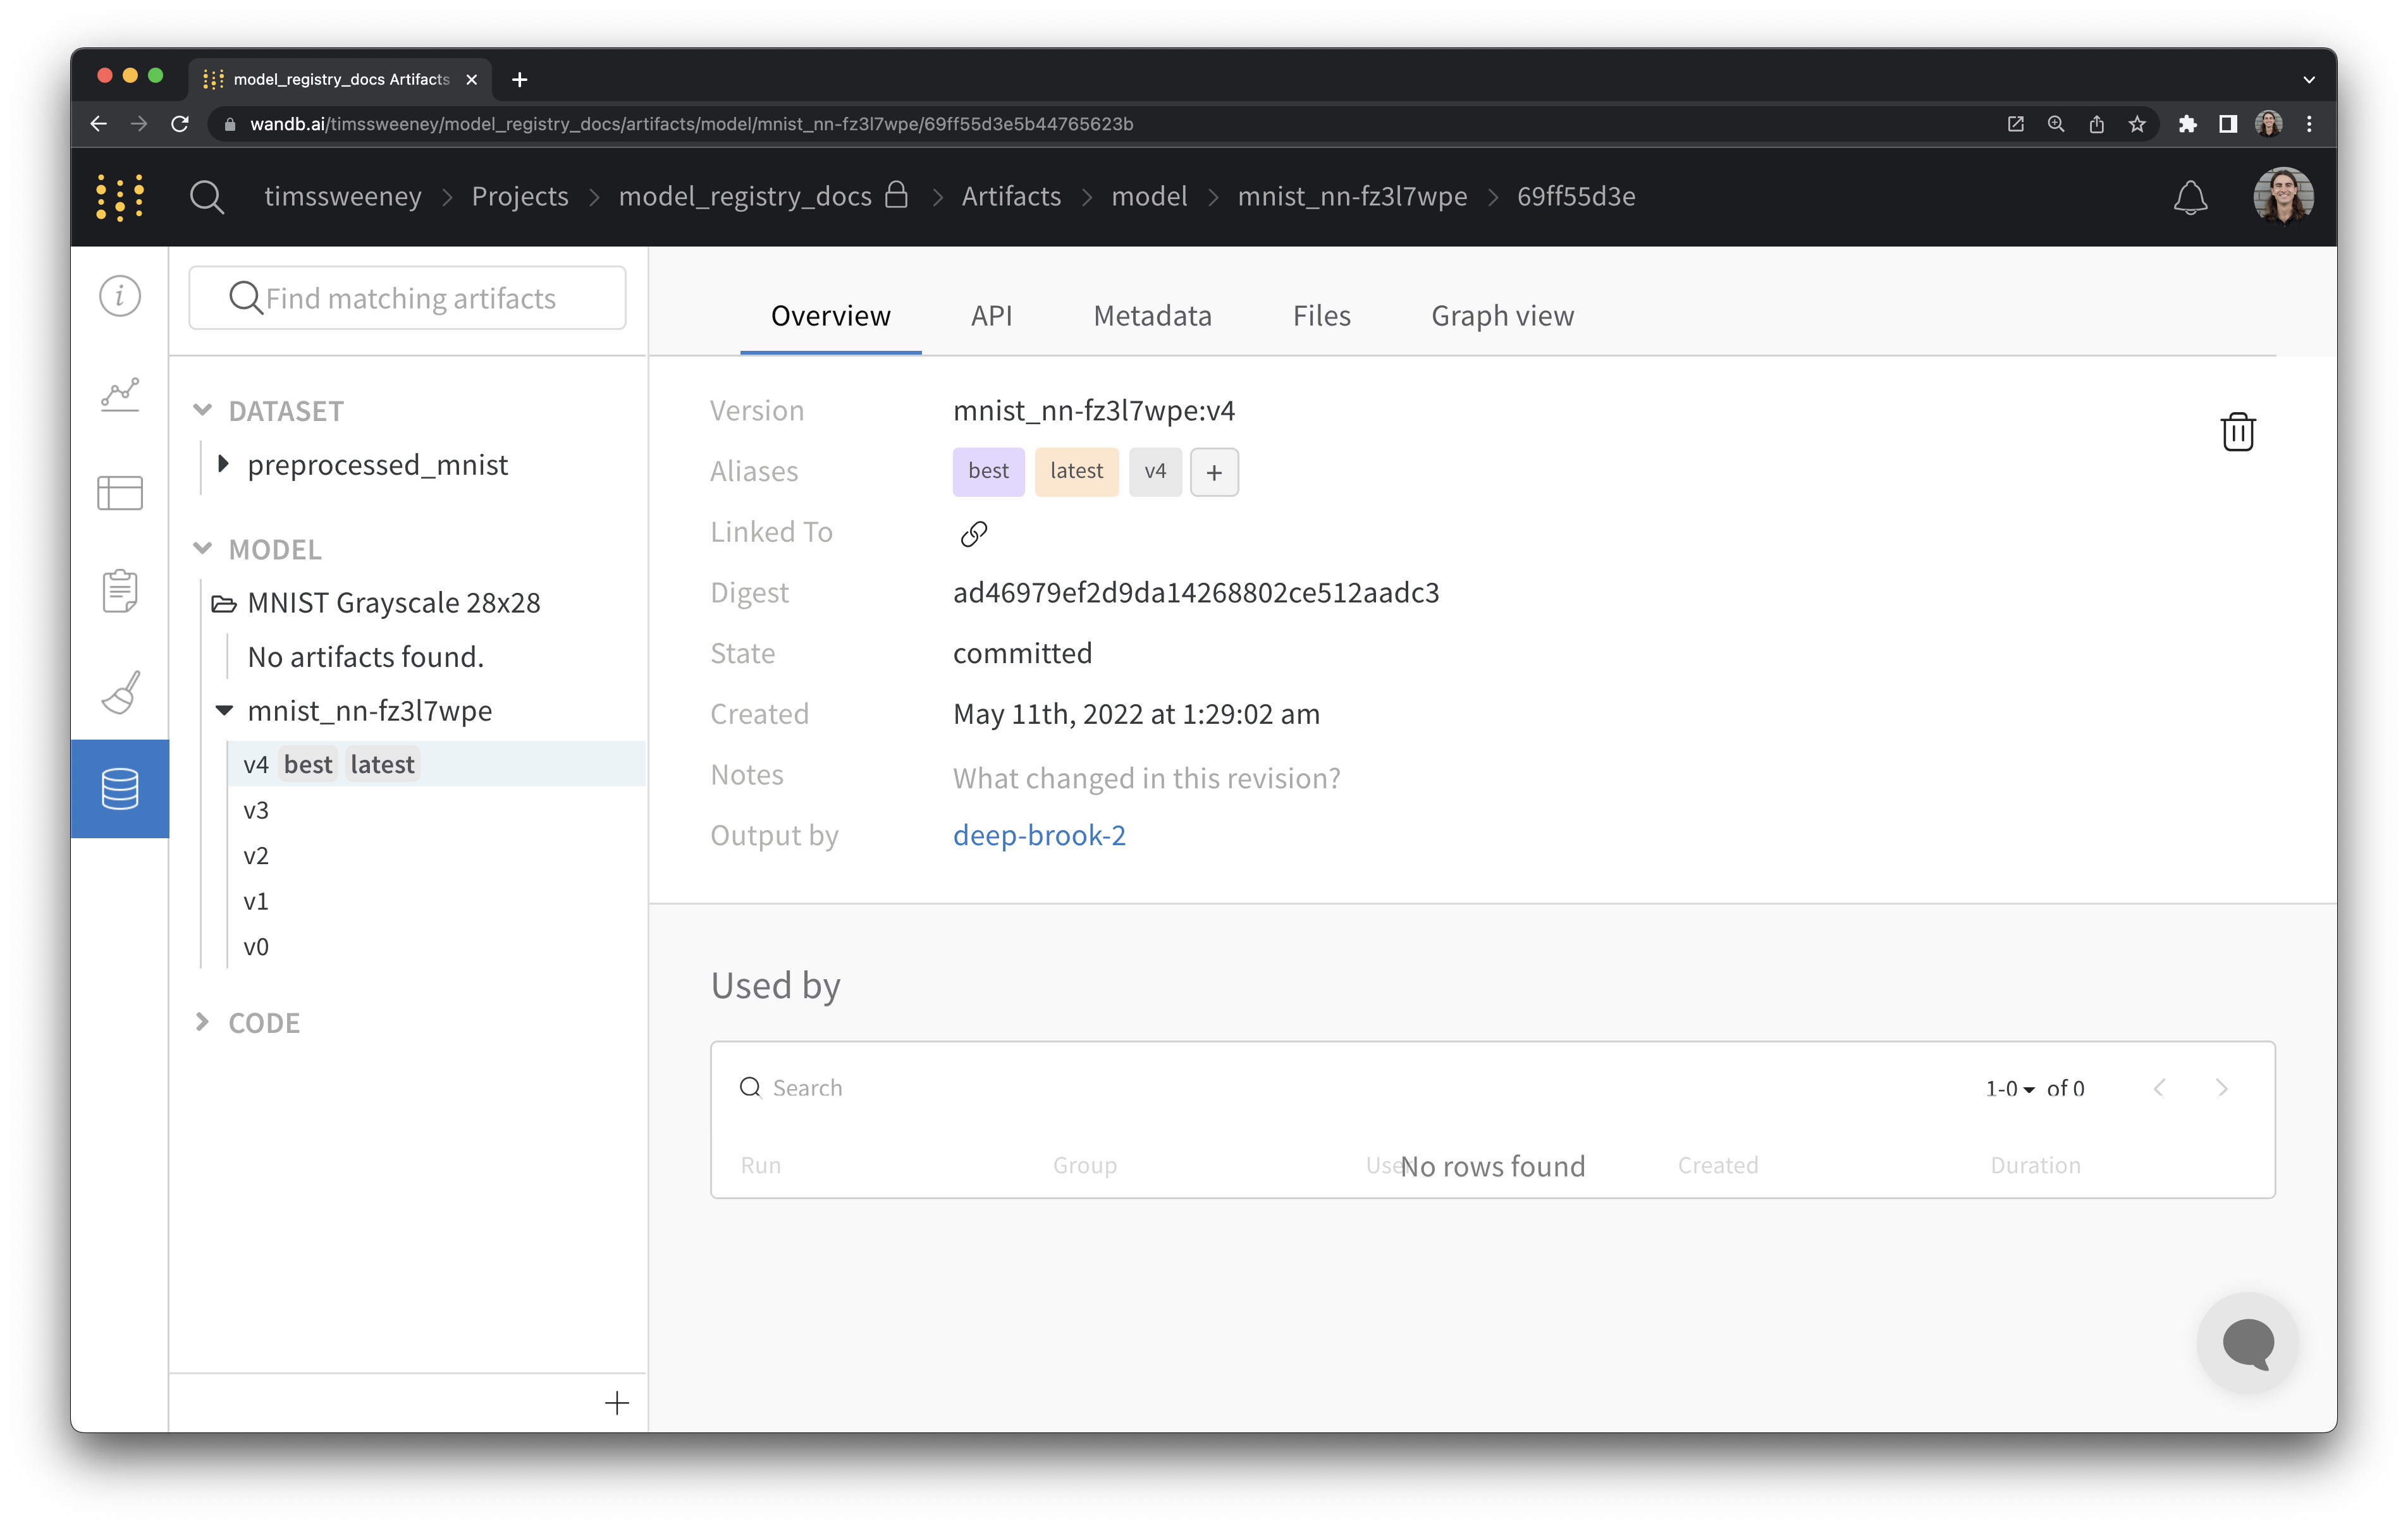 model_registry_docs Artifacts
wandb.ai/timssweeney/model_registry_docs/artifacts/model/mnist_nn-fz3l7wpe/69ff55d3e5b44765623b
timssweeney > Projects > model_registry_docs > Artifacts > model > mnist_nn-fz3l7wpe > 69ff55d3e
Find matching artifacts
DATASET
preprocessed_mnist
MODEL
MNIST Grayscale 28x28
No artifacts found.
mnist_nn-fz3l7wpe
v4 best latest
v3
v2
v1
v0
CODE
Overview API Metadata Files Graph view
Version mnist_nn-fz3l7wpe:v4
Aliases best latest v4 +
Linked To
Digest ad46979ef2d9da14268802ce512aadc3
State committed
Created May 11th, 2022 at 1:29:02 am
Notes What changed in this revision?
Output by deep-brook-2
Used by
Search 1-0 of 0
Run Group User Created Duration
No rows found